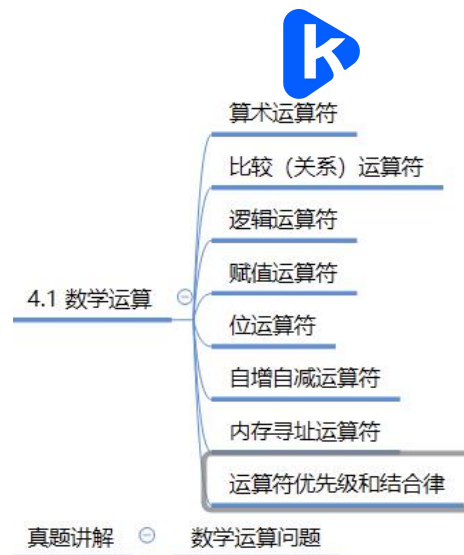 k
算术运算符
比较（关系）运算符
逻辑运算符
赋值运算符
4.1 数学运算
位运算符
自增自减运算符
内存寻址运算符
运算符优先级和结合律
真题讲解 数学运算问题